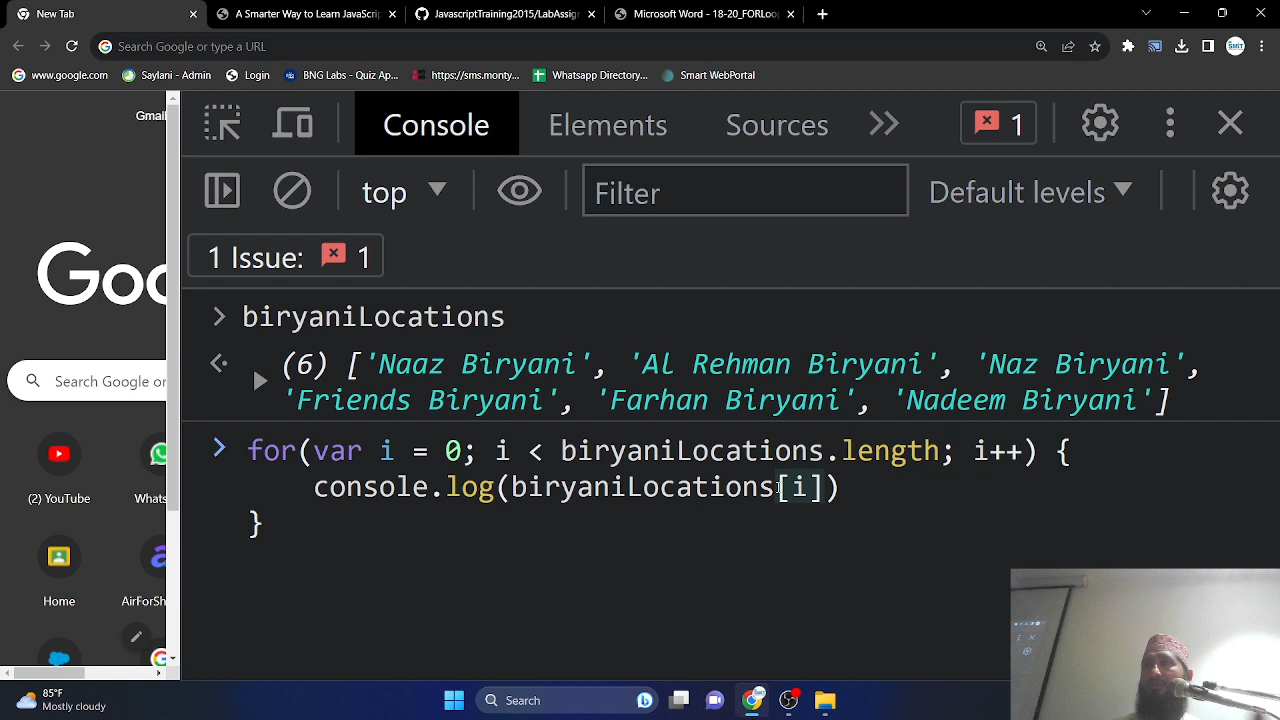 New Tab
A Smarter Way to Learn JavaScrip
JavascriptTraining2015/LabAssig
Microsoft Word - 18-20_FORLoop
Search Google or type a URL
www.google.com
Saylani - Admin
Login
BNG Labs - Quiz Ap...
https://sms.monty...
Whatsapp Directory...
Smart WebPortal
Gmai
Console
Elements
Sources
1
top
Filter
Default levels
1 Issue:
1
Goo
Search Google or
(2) YouTube
Whats
Home
AirForSh
> biryaniLocations
(6) ['Naaz Biryani', 'Al Rehman Biryani', 'Naz Biryani',
'Friends Biryani', 'Farhan Biryani', 'Nadeem Biryani']
> for(var i = 0; i < biryaniLocations.length; i++) {
console.log(biryaniLocations[i])
}
85°F
Mostly cloudy
Search